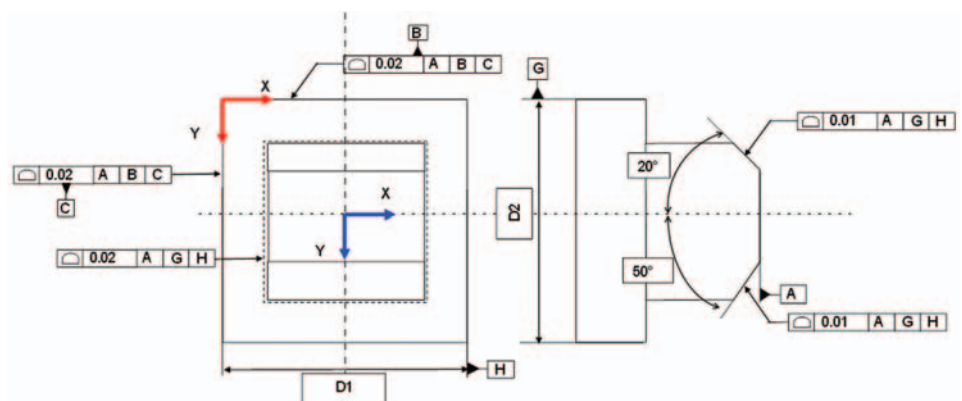 B
⌓ 0.02 A B C
X
Y
⌓ 0.02 A B C
C
X
Y
⌓ 0.02 A G H
D1
H
G
D2
⌓ 0.01 A G H
20°
50°
A
⌓ 0.01 A G H